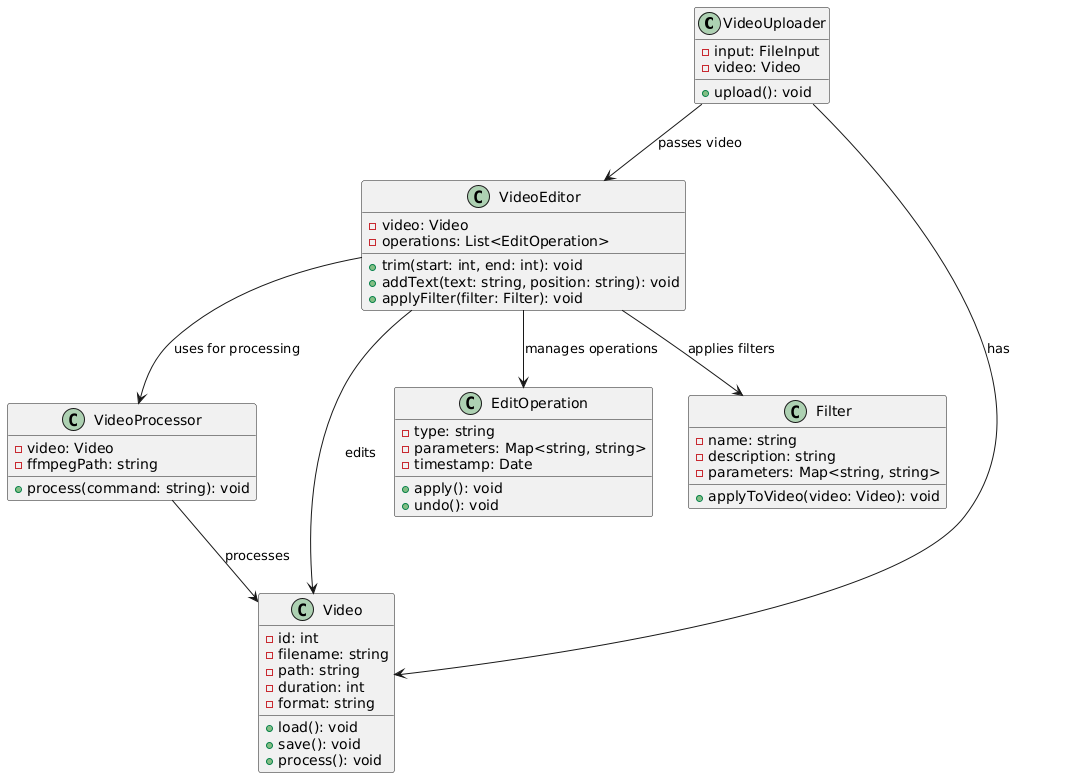 C VideoUploader
input: FileInput
video: Video
upload(): void
passes video
C VideoEditor
video: Video
operations: List<EditOperation>
trim(start: int, end: int): void
addText(text: string, position: string): void
applyFilter(filter: Filter): void
uses for processing
manages operations
applies filters
has
C VideoProcessor
video: Video
ffmpegPath: string
process(command: string): void
edits
C EditOperation
type: string
parameters: Map<string, string>
timestamp: Date
apply(): void
undo(): void
C Filter
name: string
description: string
parameters: Map<string, string>
applyToVideo(video: Video): void
processes
C Video
id: int
filename: string
path: string
duration: int
format: string
load(): void
save(): void
process(): void